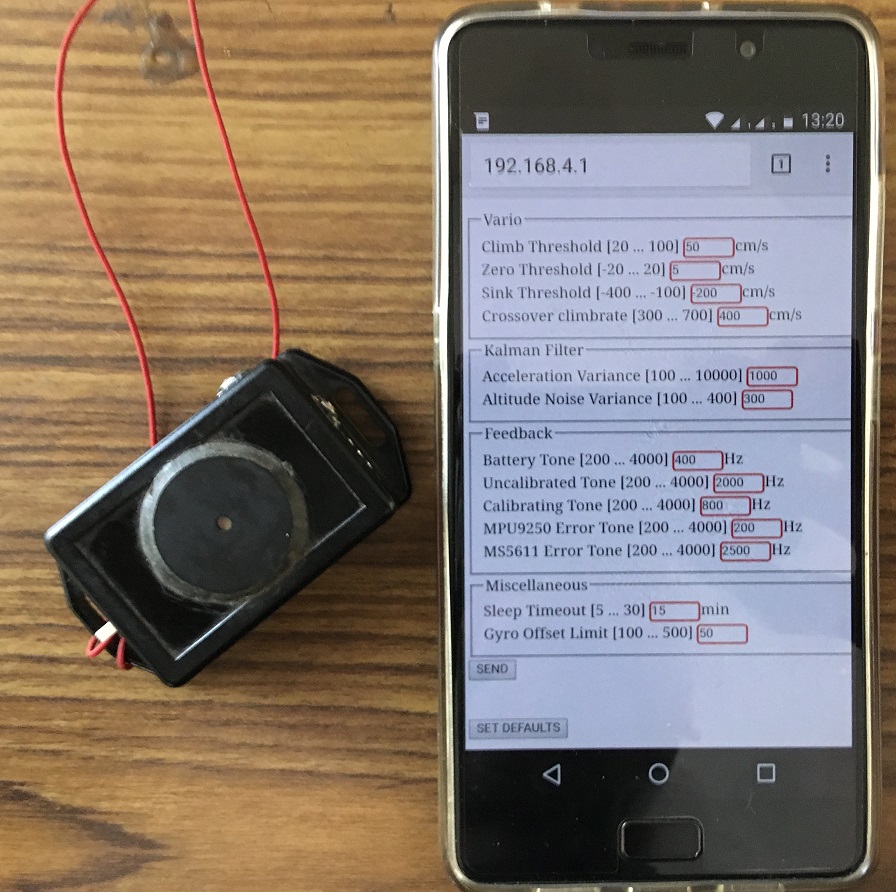 13:20
192.168.4.1
1
Vario
Climb Threshold [20 ... 100] 50 cm/s
Zero Threshold [-20 ... 20] 5 cm/s
Sink Threshold [-400 ... -100] -200 cm/s
Crossover climbrate [300 ... 700] 400 cm/s
Kalman Filter
Acceleration Variance [100 ... 10000] 1000
Altitude Noise Variance [100 ... 400] 300
Feedback
Battery Tone [200 ... 4000] 400 Hz
Uncalibrated Tone [200 ... 4000] 2000 Hz
Calibrating Tone [200 ... 4000] 800 Hz
MPU9250 Error Tone [200 ... 4000] 200 Hz
MS5611 Error Tone [200 ... 4000] 2500 Hz
Miscellaneous
Sleep Timeout [5 ... 30] 15 min
Gyro Offset Limit [100 ... 500] 50
SEND
SET DEFAULTS